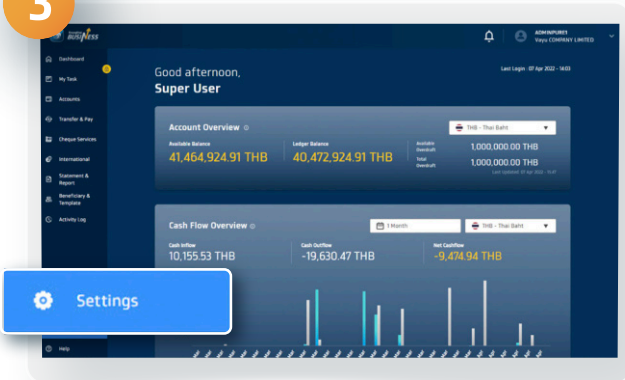 3
BUSINESS
ADMINPUR01
Vayu COMPANY LIMITED
Dashboard
My Task
Accounts
Transfer & Pay
Cheque Services
International
Statement &
Report
Beneficiary &
Template
Activity Log
Settings
Help
Good afternoon,
Super User
Last Login : 07 Apr 2022 - 14:03
Account Overview
THB - Thai Baht
Available Balance
41,464,924.91 THB
Ledger Balance
40,472,924.91 THB
Available
Overdraft
1,000,000.00 THB
Total
Overdraft
1,000,000.00 THB
Cash Flow Overview
1 Month
THB - Thai Baht
Cash Inflow
10,155.53 THB
Cash Outflow
-19,630.47 THB
Net Cashflow
-9,474.94 THB